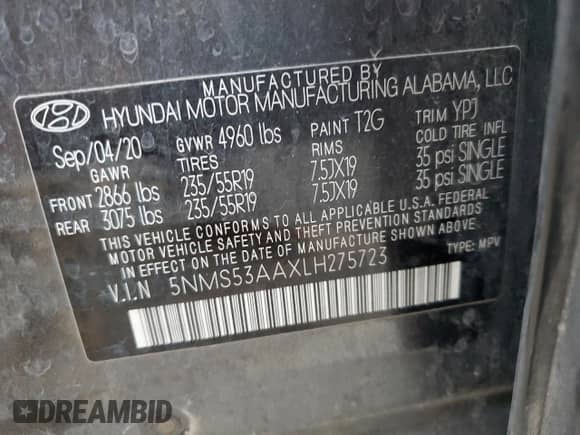 MANUFACTURED BY
HYUNDAI MOTOR MANUFACTURING ALABAMA, LLC
Sep/04/20 GVWR 4960 lbs PAINT T2G TRIM YPJ
GAWR TIRES RIMS COLD TIRE INFL
FRONT 2866 lbs 235/55R19 7.5JX19 35 psi SINGLE
REAR 3075 lbs 235/55R19 7.5JX19 35 psi SINGLE
THIS VEHICLE CONFORMS TO ALL APPLICABLE U.S.A. FEDERAL
MOTOR VEHICLE SAFETY AND THEFT PREVENTION STANDARDS
IN EFFECT ON THE DATE OF MANUFACTURE SHOWN ABOVE.
V.I.N 5NMS53AAXLH275723 TYPE: MPV
DREAMBID